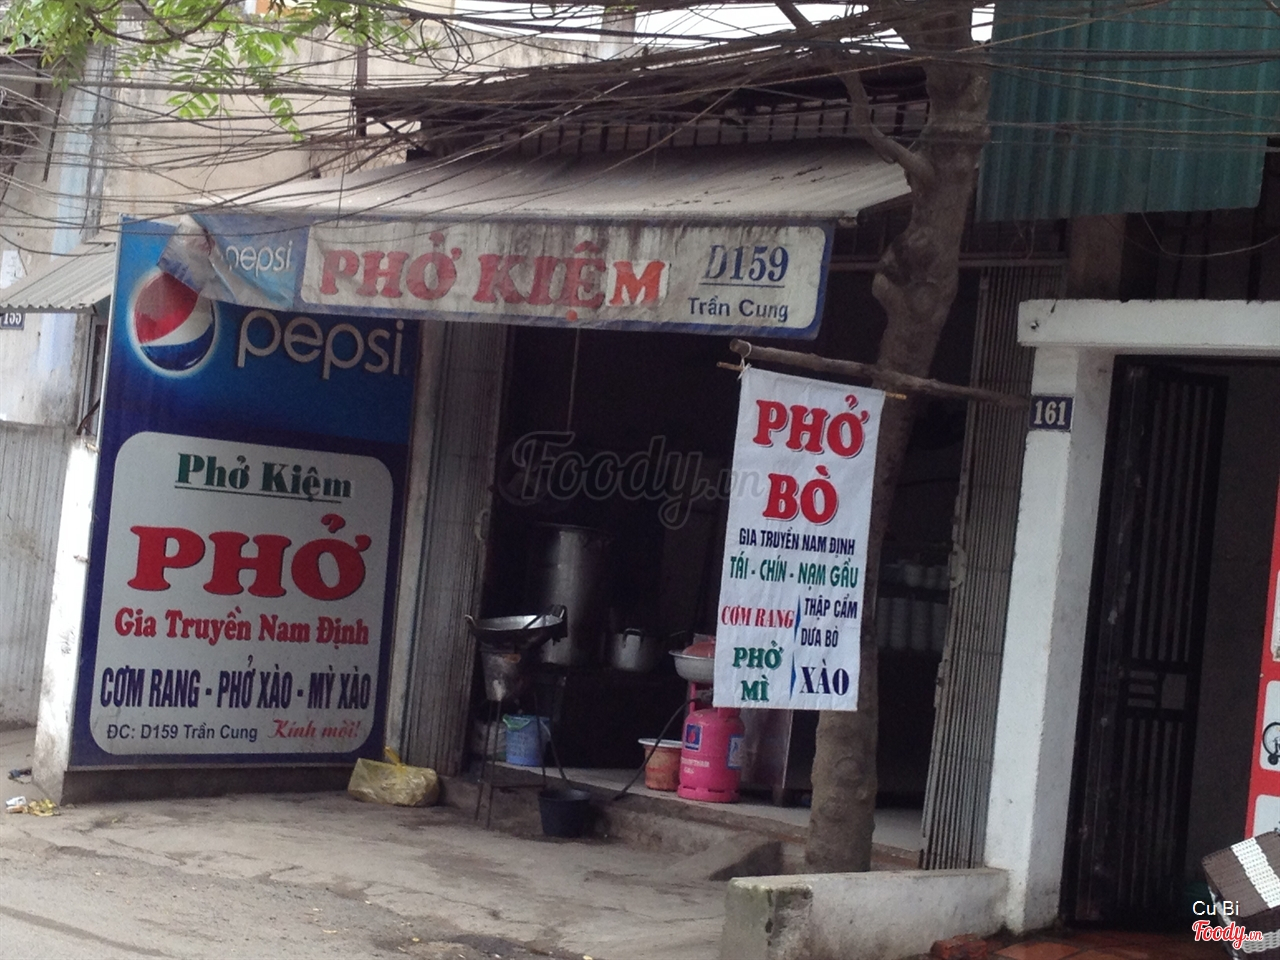 pepsi
PHỞ KIỆM
D159
Trần Cung
pepsi
Phở Kiệm
PHỞ
Gia Truyền Nam Định
CƠM RANG - PHỞ XÀO - MỲ XÀO
ĐC: D159 Trần Cung Kính mời!
PHỞ
BÒ
GIA TRUYỀN NAM ĐỊNH
TÁI - CHÍN - NẠM GẦU
CƠM RANG THẬP CẨM
DƯA BÒ
PHỞ
MÌ XÀO
161
Foody.vn
Cu Bi
Foody.vn